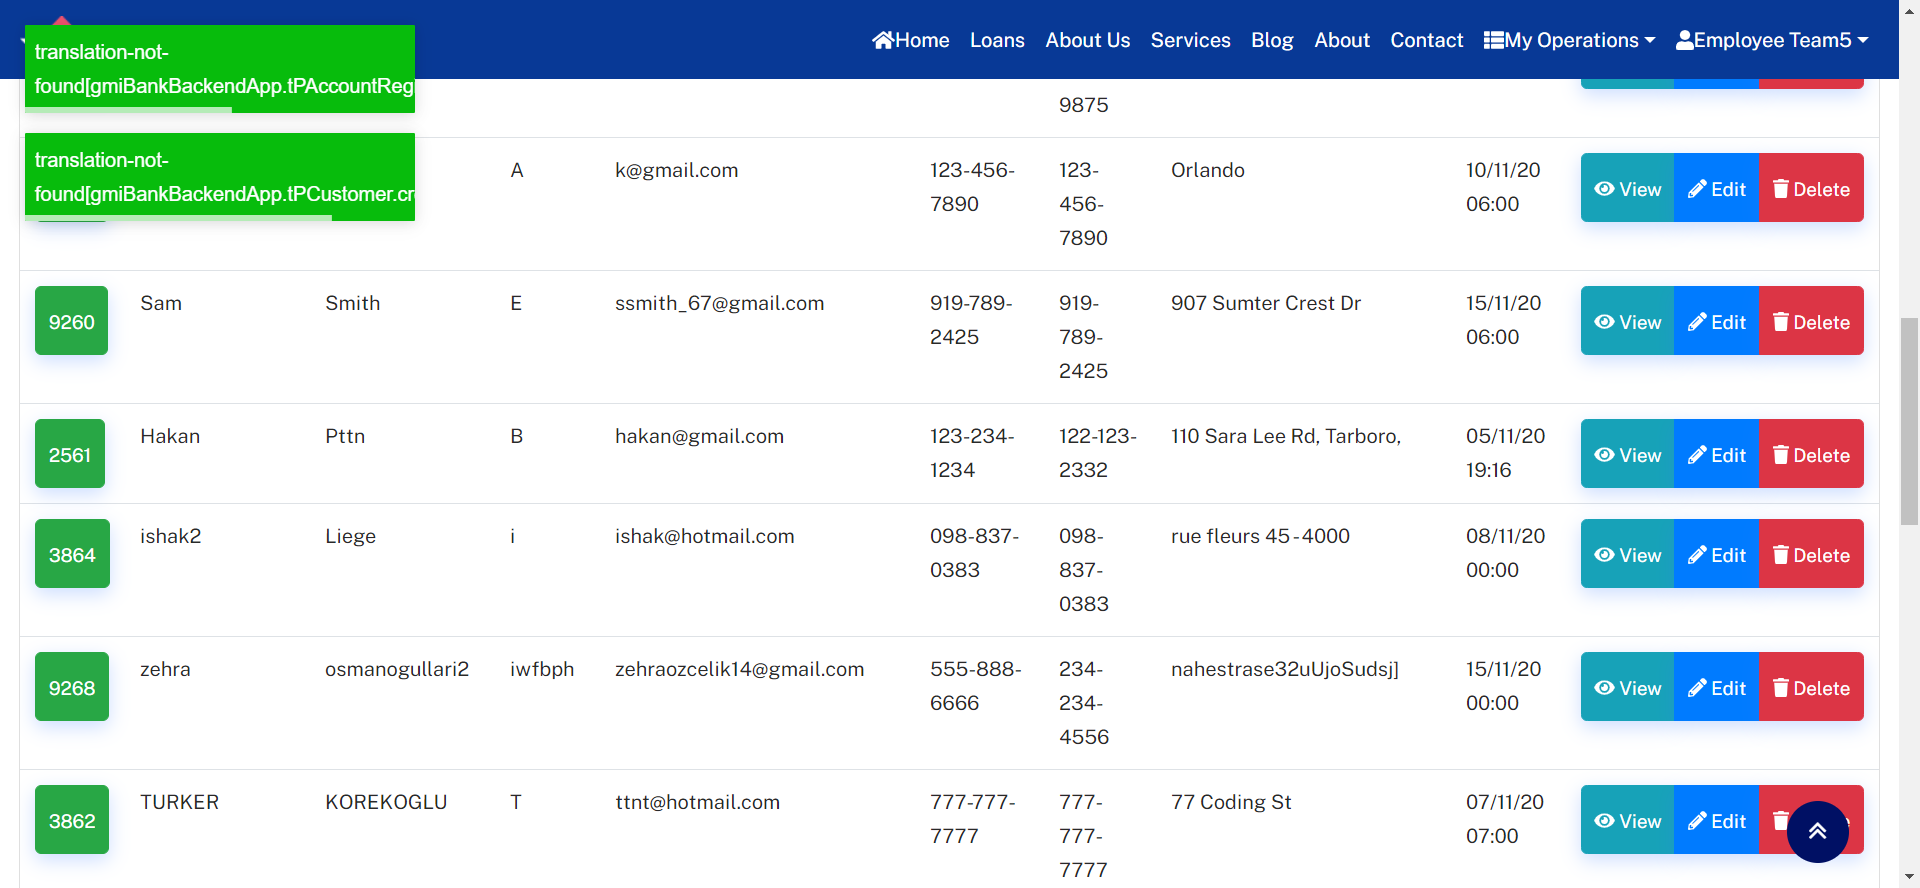 Home Loans About Us Services Blog About Contact My Operations Employee Team5
translation-not-
found[gmiBankBackendApp.tPAccountReg
translation-not-
found[gmiBankBackendApp.tPCustomer.cr
9875
A k@gmail.com 123-456- 123- Orlando 10/11/20 View Edit Delete
7890 456- 06:00
7890
9260 Sam Smith E ssmith_67@gmail.com 919-789- 919- 907 Sumter Crest Dr 15/11/20 View Edit Delete
2425 789- 06:00
2425
2561 Hakan Pttn B hakan@gmail.com 123-234- 122-123- 110 Sara Lee Rd, Tarboro, 05/11/20 View Edit Delete
1234 2332 19:16
3864 ishak2 Liege i ishak@hotmail.com 098-837- 098- rue fleurs 45-4000 08/11/20 View Edit Delete
0383 837- 00:00
0383
9268 zehra osmanogullari2 iwfbph zehraozcelik14@gmail.com 555-888- 234- nahestrase32uUjoSudsj] 15/11/20 View Edit Delete
6666 234- 00:00
4556
3862 TURKER KOREKOGLU T ttnt@hotmail.com 777-777- 777- 77 Coding St 07/11/20 View Edit
7777 777- 07:00
7777